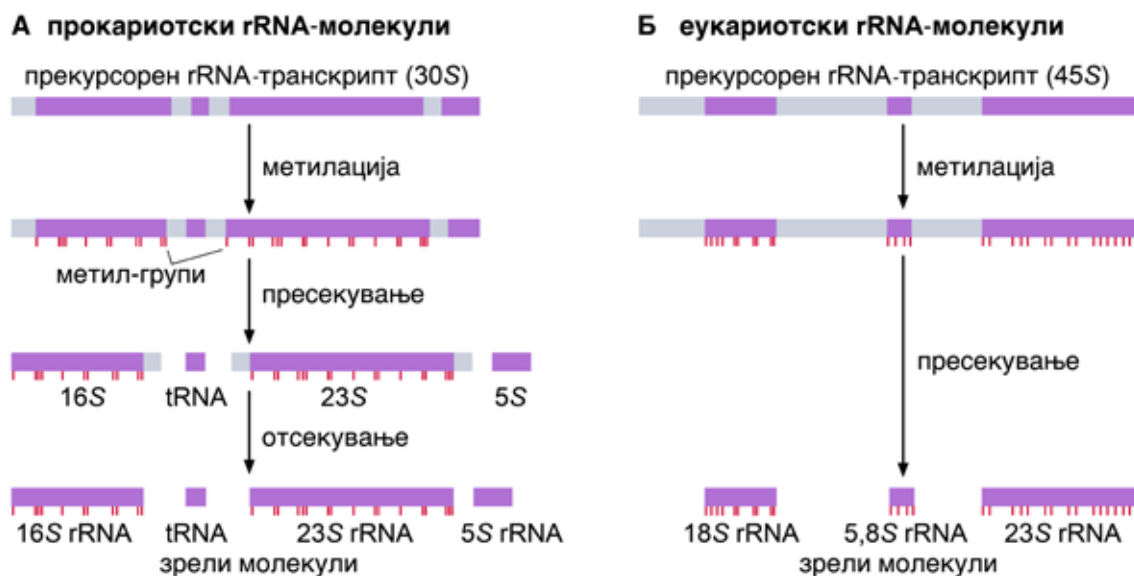 А прокариотски rRNA-молекули
прекурсорен rRNA-транскрипт (30S)
метилација
метил-групи
пресекување
16S tRNA 23S 5S
отсекување
16S rRNA tRNA 23S rRNA 5S rRNA
зрели молекули
Б еукариотски rRNA-молекули
прекурсорен rRNA-транскрипт (45S)
метилација
пресекување
18S rRNA 5,8S rRNA 23S rRNA
зрели молекули